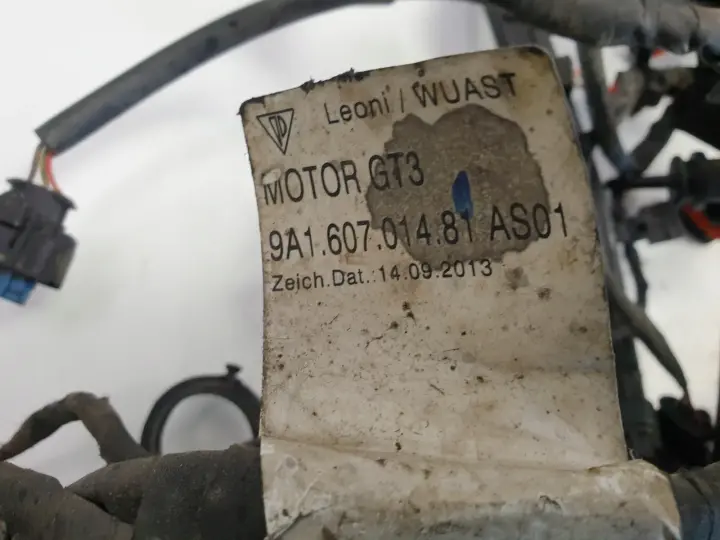 Leoni / WUAST
MOTOR GT3
9A1.607.014.81 AS01
Zeich.Dat.:14.09.2013